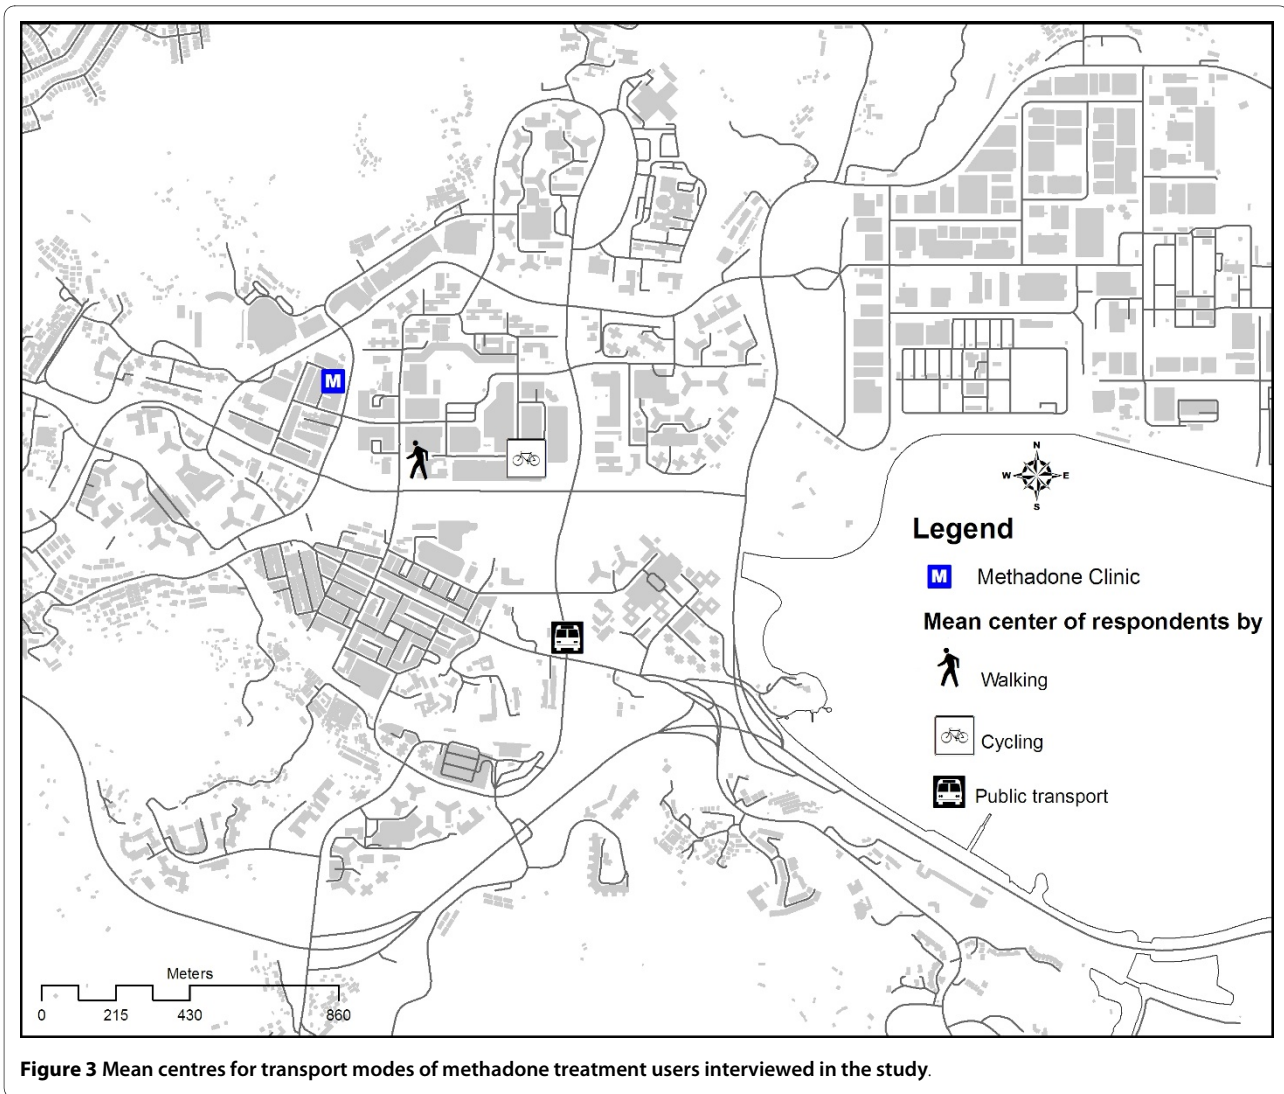 M
N
W E
S
Legend
M Methadone Clinic
Mean center of respondents by
Walking
Cycling
Public transport
Meters
0 215 430 860
Figure 3 Mean centres for transport modes of methadone treatment users interviewed in the study.